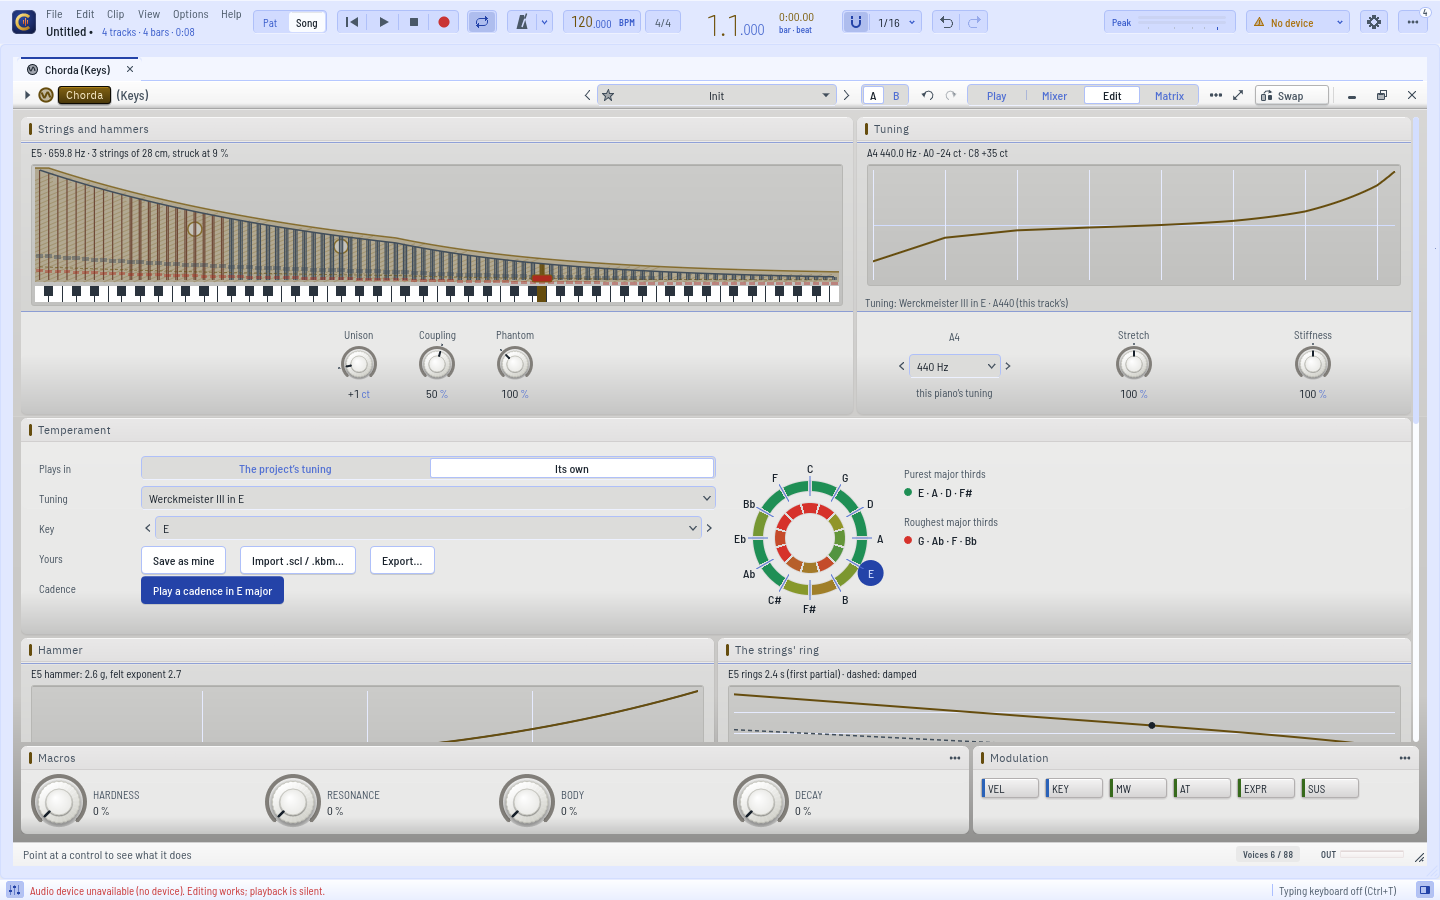 File Edit Clip View Options Help
Untitled • 4 tracks · 4 bars · 0:08
Pat Song
120.000 BPM
4/4
1.1.000
0:00.00
bar · beat
1/16
Peak
No device
4
Chorda (Keys)
Chorda (Keys)
Init
A B
Play Mixer Edit Matrix
Swap
Strings and hammers
E5 · 659.8 Hz · 3 strings of 28 cm, struck at 9 %
Unison Coupling Phantom
+1 ct 50 % 100 %
Tuning
A4 440.0 Hz · A0 -24 ct · C8 +35 ct
Tuning: Werckmeister III in E · A440 (this track's)
A4 Stretch Stiffness
440 Hz
this piano's tuning 100 % 100 %
Temperament
Plays in The project's tuning Its own
Tuning Werckmeister III in E
Key E
Yours Save as mine Import .scl / .kbm... Export...
Cadence Play a cadence in E major
C
G
D
A
E
B
F#
C#
Ab
Eb
Bb
F
Purest major thirds
E · A · D · F#
Roughest major thirds
G · Ab · F · Bb
Hammer
E5 hammer: 2.6 g, felt exponent 2.7
The strings' ring
E5 rings 2.4 s (first partial) · dashed: damped
Macros
HARDNESS 0 %
RESONANCE 0 %
BODY 0 %
DECAY 0 %
Modulation
VEL KEY MW AT EXPR SUS
Point at a control to see what it does
Voices 6 / 88
OUT
Audio device unavailable (no device). Editing works; playback is silent.
Typing keyboard off (Ctrl+T)